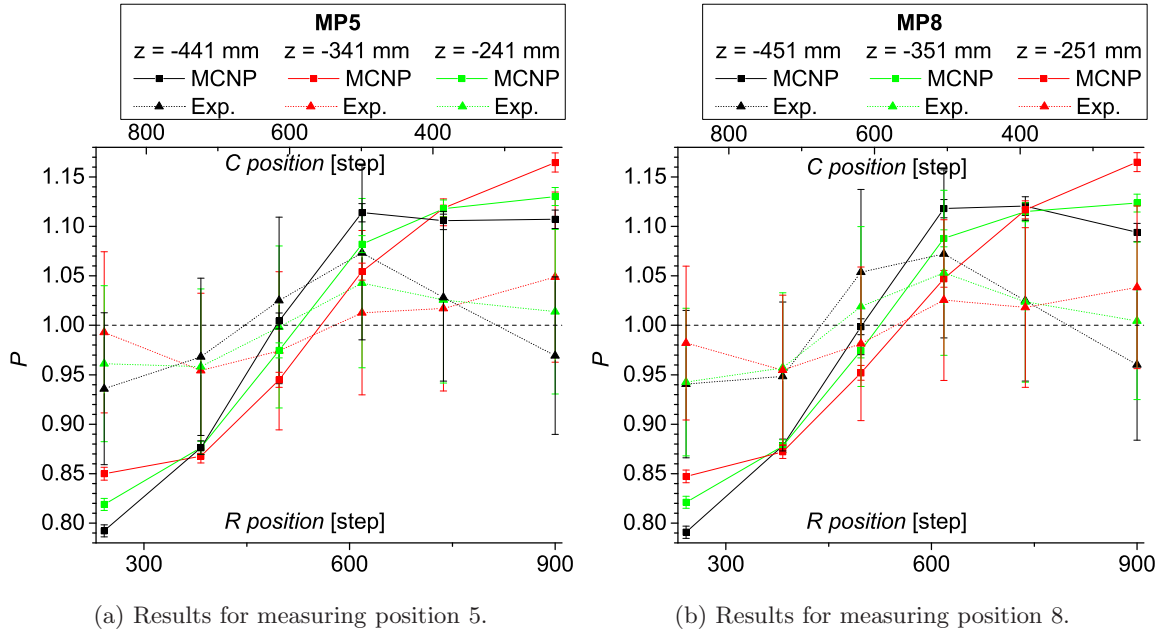 MP5
z = -441 mm z = -341 mm z = -241 mm
MCNP MCNP MCNP
Exp. Exp. Exp.
800 600 400
C position [step]
1.15
1.10
1.05
1.00
0.95
0.90
0.85
0.80
P
R position [step]
300 600 900
(a) Results for measuring position 5.
MP8
z = -451 mm z = -351 mm z = -251 mm
MCNP MCNP MCNP
Exp. Exp. Exp.
800 600 400
C position [step]
1.15
1.10
1.05
1.00
0.95
0.90
0.85
0.80
P
R position [step]
300 600 900
(b) Results for measuring position 8.